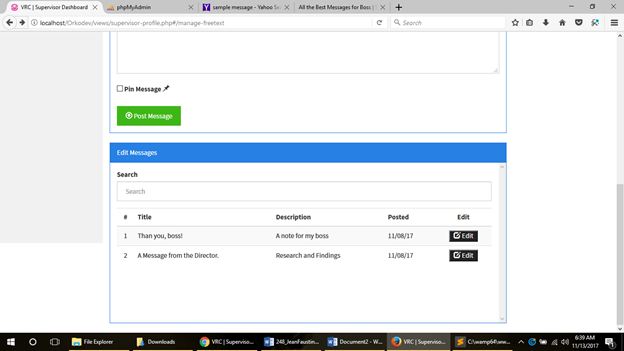 VRC | Supervisor Dashboard
phpMyAdmin
sample message - Yahoo Se
All the Best Messages for Boss |
localhost/Orkodev/views/supervisor-profile.php#/manage-freetext
Search
Pin Message
Post Message
Edit Messages
Search
Search
# Title Description Posted Edit
1 Than you, boss! A note for my boss 11/08/17 Edit
2 A Message from the Director. Research and Findings 11/08/17 Edit
File Explorer
Downloads
VRC | Superviso...
248_JeanFaustin...
Document2 - W...
VRC | Superviso...
C:\wamp64\ww...
6:39 AM
11/13/2017